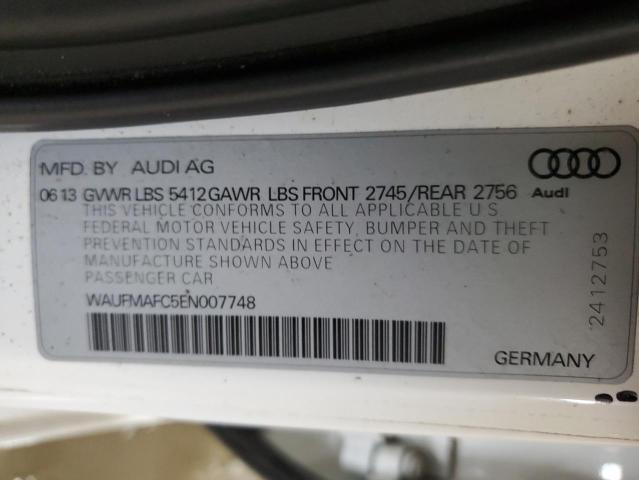 MFD. BY AUDI AG
06 13 GVWR LBS 5412 GAWR LBS FRONT 2745/REAR 2756
Audi
THIS VEHICLE CONFORMS TO ALL APPLICABLE U S
FEDERAL MOTOR VEHICLE SAFETY, BUMPER AND THEFT
PREVENTION STANDARDS IN EFFECT ON THE DATE OF
MANUFACTURE SHOWN ABOVE
PASSENGER CAR
WAUFMAFC5EN007748
2412753
GERMANY